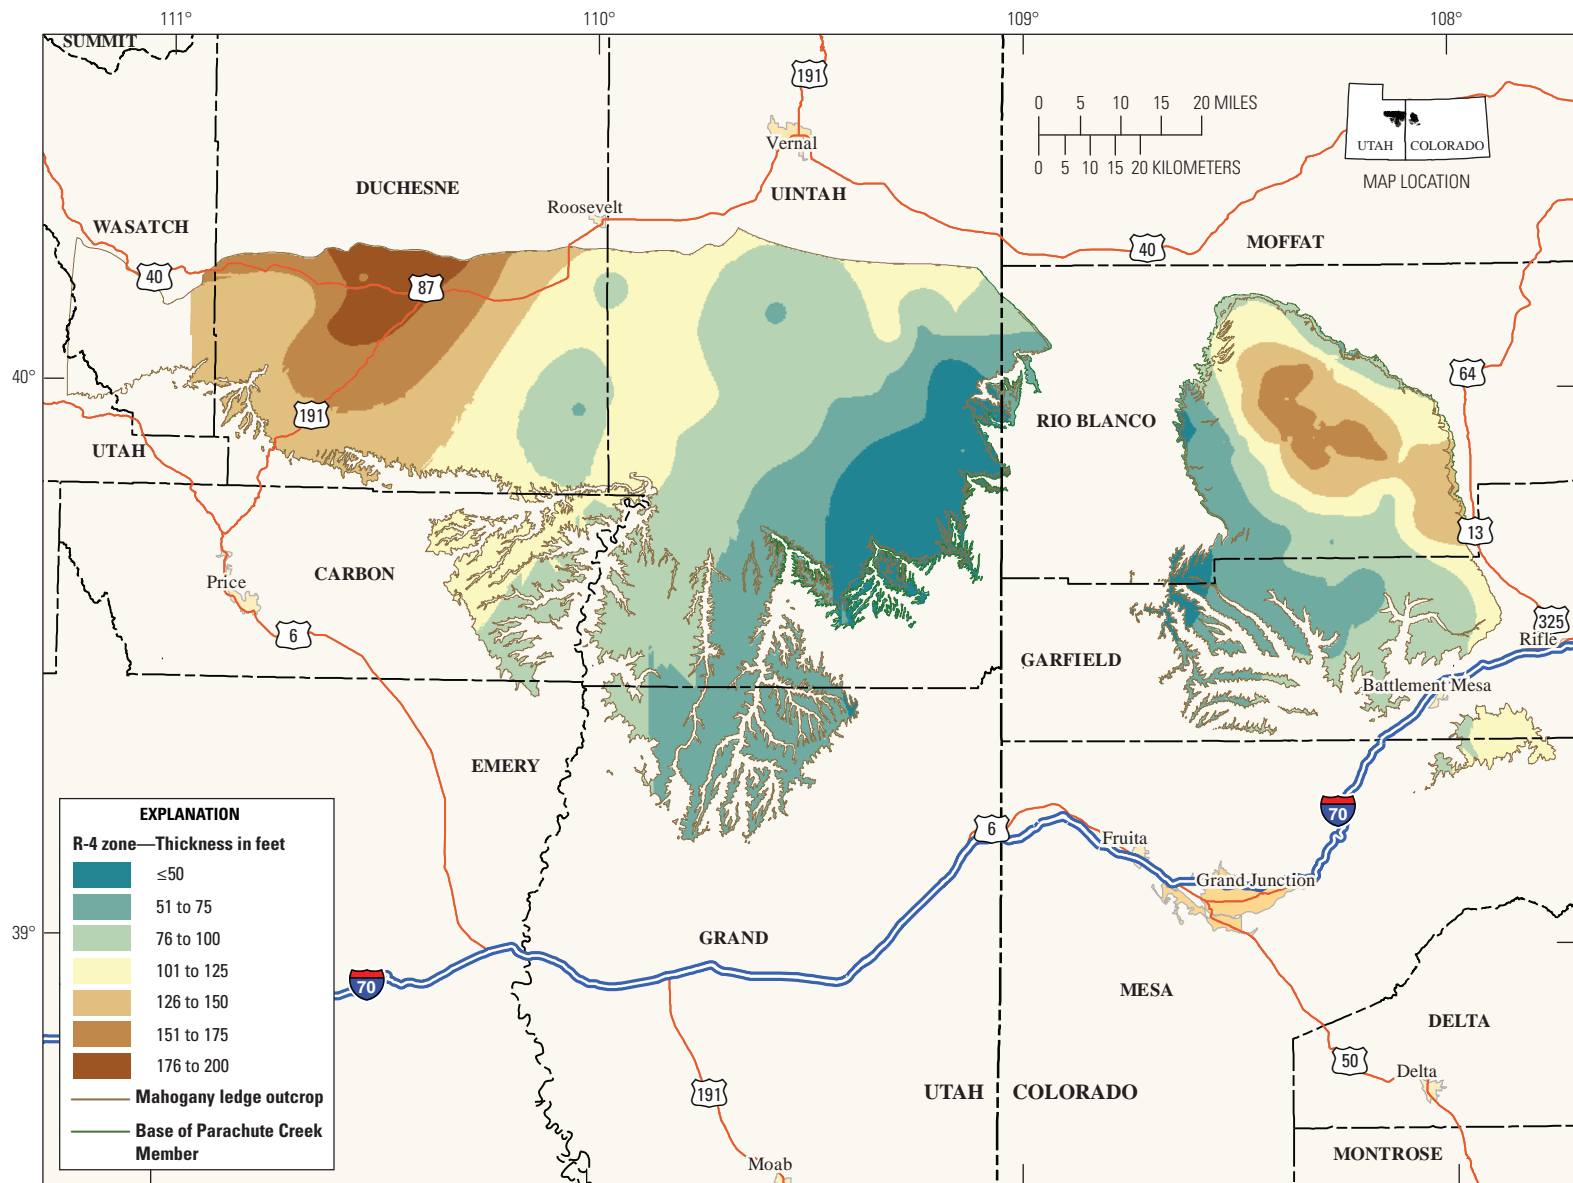 111°
110°
109°
108°
SUMMIT
191
0 5 10 15 20 MILES
0 5 10 15 20 KILOMETERS
UTAH
COLORADO
MAP LOCATION
Vernal
DUCHESNE
UINTAH
Roosevelt
WASATCH
40
40
MOFFAT
87
40°
64
191
RIO BLANCO
UTAH
13
CARBON
Price
6
325
Rifle
GARFIELD
Battlement Mesa
EMERY
70
6
Fruita
Grand Junction
39°
GRAND
70
MESA
DELTA
50
Delta
191
UTAH
COLORADO
MONTROSE
Moab
EXPLANATION
R-4 zone—Thickness in feet
≤50
51 to 75
76 to 100
101 to 125
126 to 150
151 to 175
176 to 200
Mahogany ledge outcrop
Base of Parachute Creek
Member